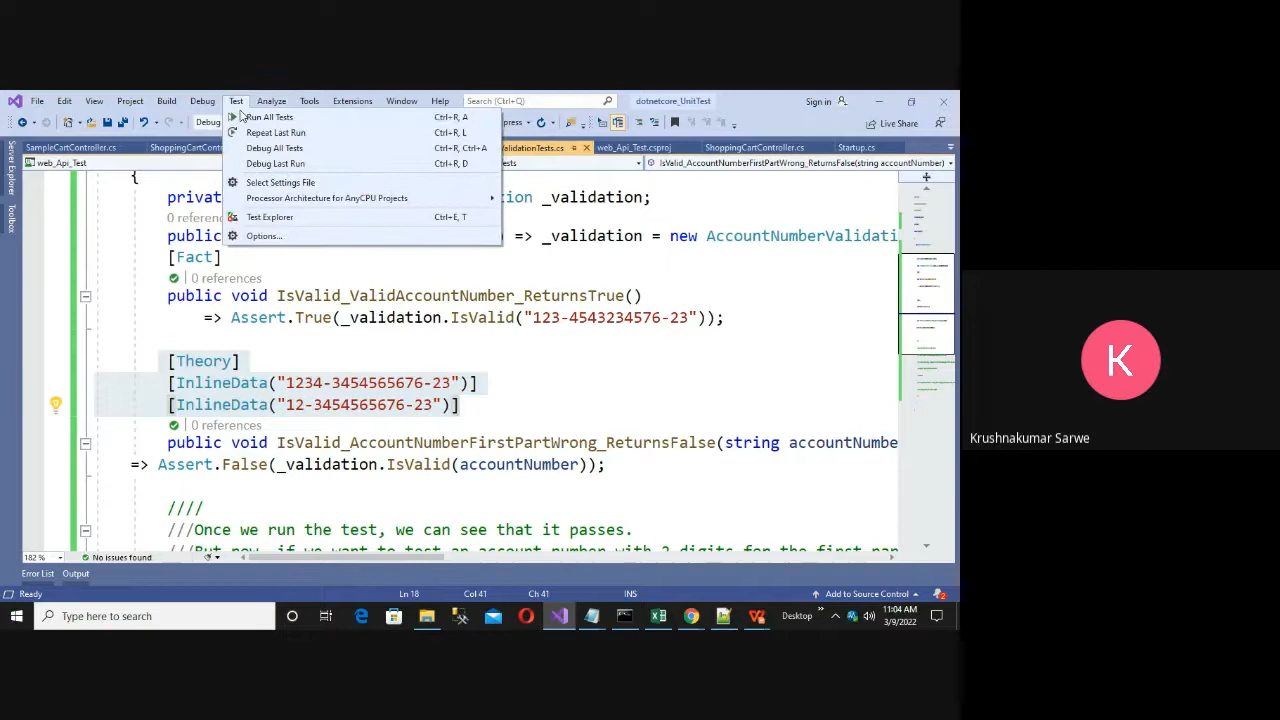 File Edit View Project Build Debug Test Analyze Tools Extensions Window Help Search (Ctrl+Q) dotnetcore_UnitTest Sign in
Debug Live Share
Run All Tests Ctrl+R, A
Repeat Last Run Ctrl+R, L
Debug All Tests Ctrl+R, Ctrl+A
Debug Last Run Ctrl+R, D
Select Settings File
Processor Architecture for AnyCPU Projects
Test Explorer Ctrl+E, T
Options...
Server Explorer
Toolbox
SampleCartController.cs ShoppingCart web_Api_Test.csproj ShoppingCartController.cs Startup.cs
web_Api_Test IsValid_AccountNumberFirstPartWrong_ReturnsFalse(string accountNumber)
{
_validation;
0
=> _validation = new
[Fact]
0 references
public void IsValid_ValidAccountNumber_ReturnsTrue()
=> Assert.True(_validation.IsValid("123-4543234576-23"));
[Theory]
[InlineData("1234-3454565676-23")]
[InlineData("12-3454565676-23")]
0 references
public void IsValid_AccountNumberFirstPartWrong_ReturnsFalse(string accountNumbe
=> Assert.False(_validation.IsValid(accountNumber));
////
///Once we run the test, we can see that it passes.
182 % No issues found
Error List Output
Ready Ln 18 Col 41 Ch 41 INS Add to Source Control 2
Type here to search Desktop 11:04 AM
3/9/2022
K
Krushnakumar Sarwe